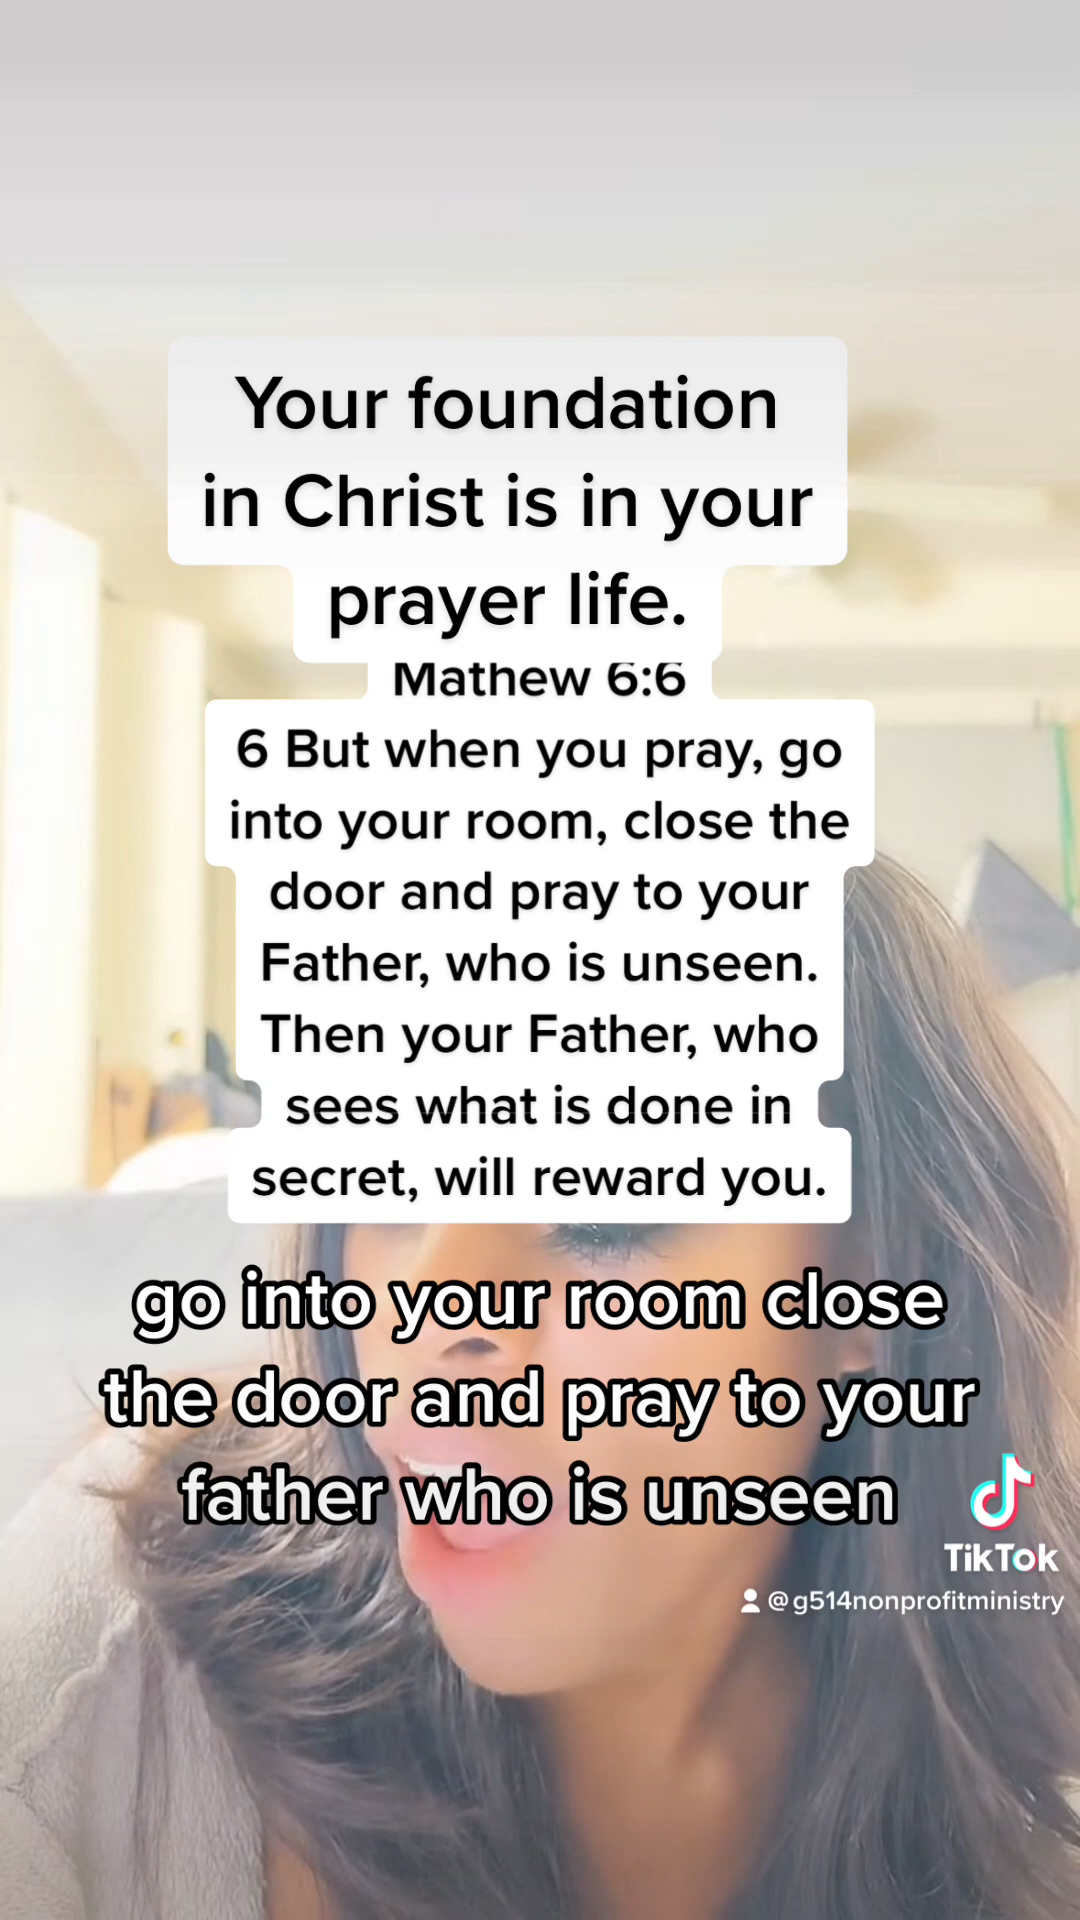 Your foundation
in Christ is in your
prayer life.
Mathew 6:6
6 But when you pray, go
into your room, close the
door and pray to your
Father, who is unseen.
Then your Father, who
sees what is done in
secret, will reward you.
go into your room close
the door and pray to your
father who is unseen
TikTok
@g514nonprofitministry